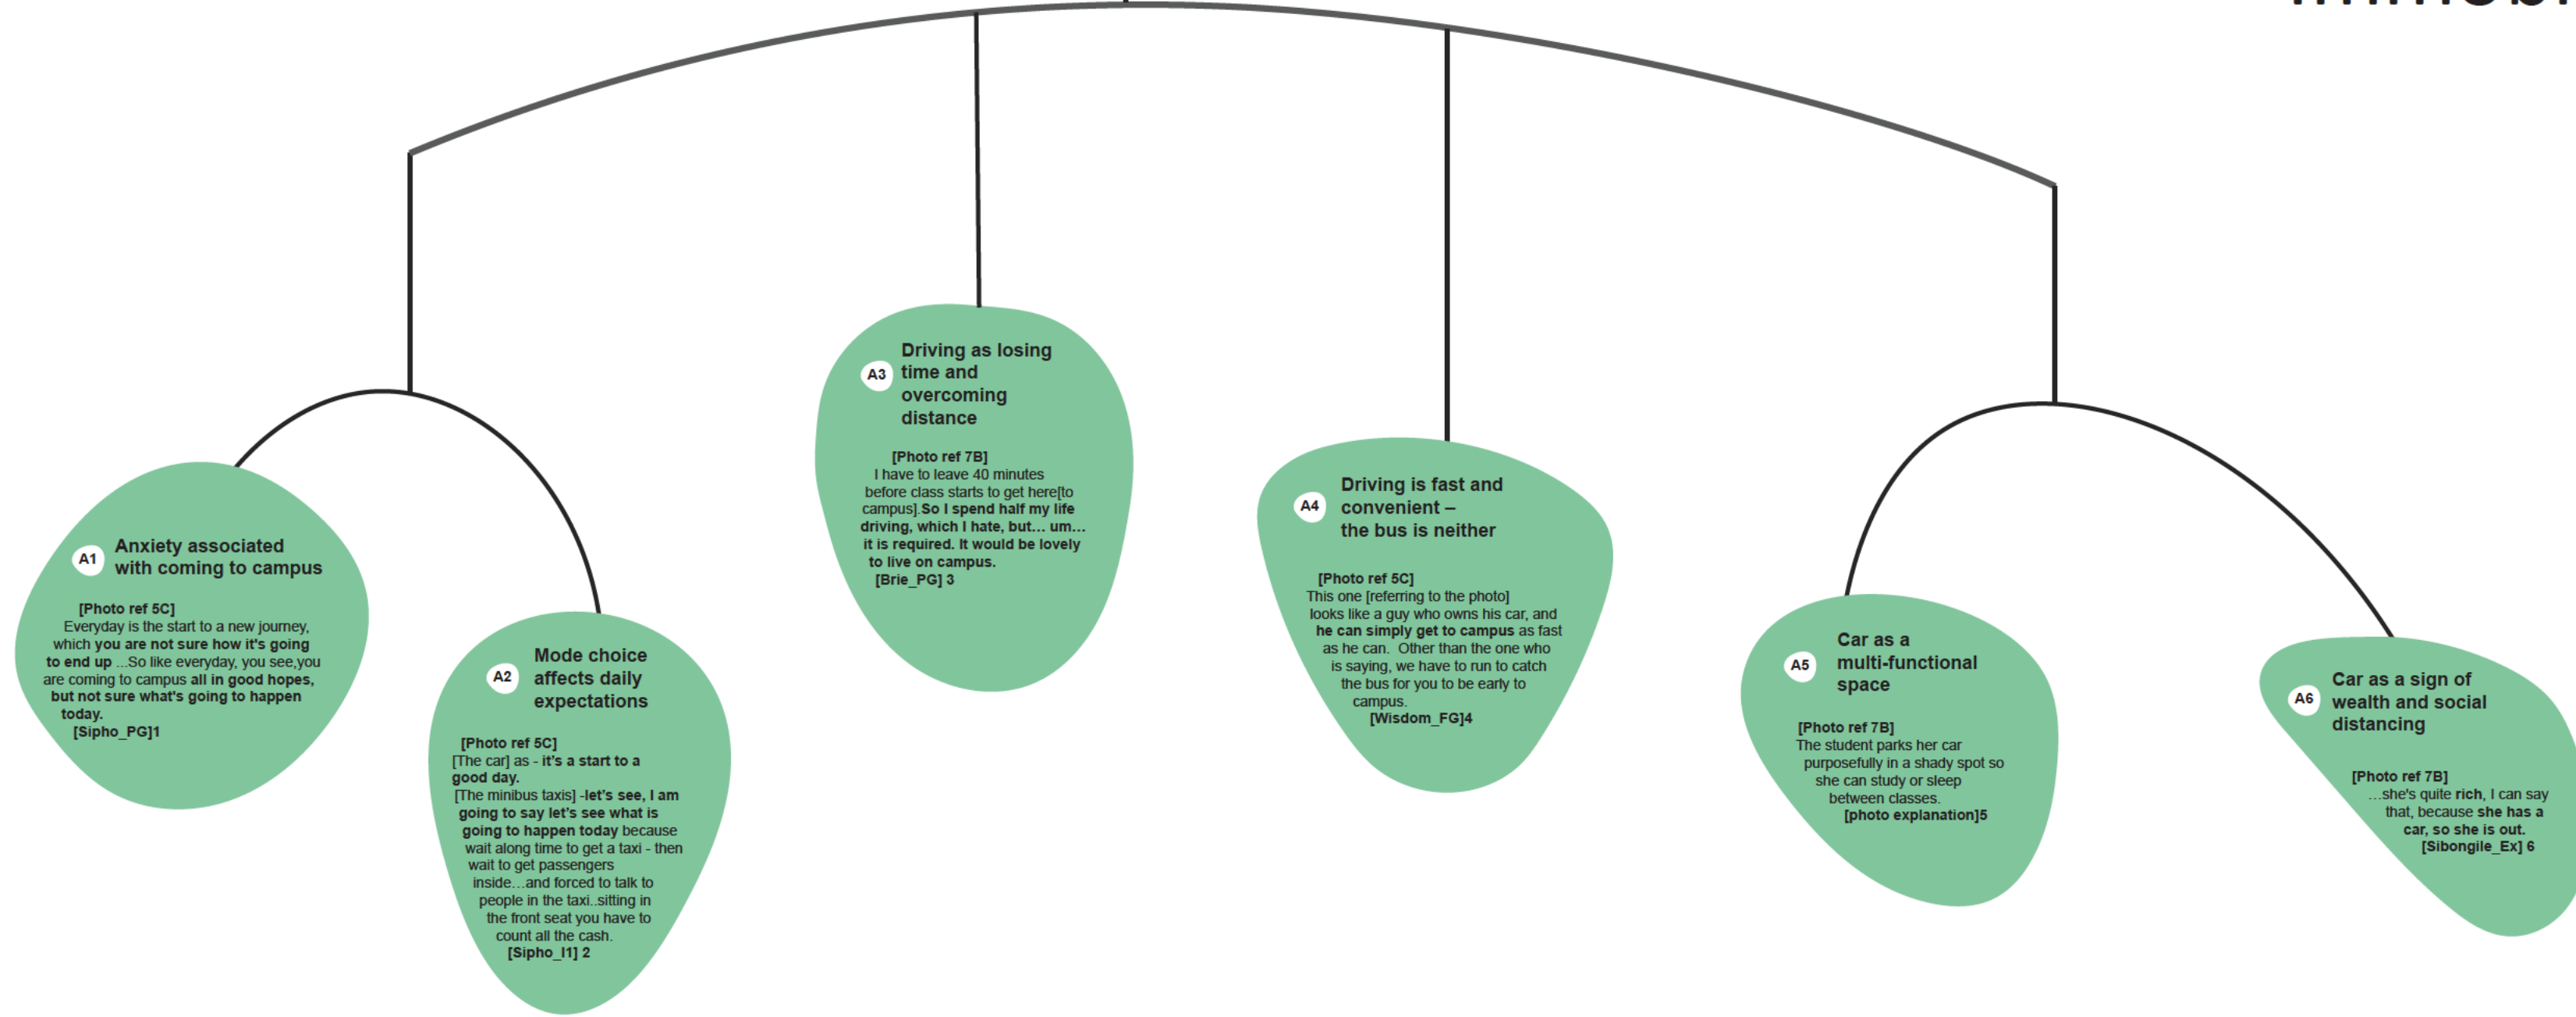 A1
Anxiety associated
with coming to campus
[Photo ref 5C]
Everyday is the start to a new journey,
which you are not sure how it's going
to end up ...So like everyday, you see,you
are coming to campus all in good hopes,
but not sure what's going to happen
today.
[Sipho_PG]1
A2
Mode choice
affects daily
expectations
[Photo ref 5C]
[The car] as - it's a start to a
good day.
[The minibus taxis] -let's see, I am
going to say let's see what is
going to happen today because
wait along time to get a taxi - then
wait to get passengers
inside…and forced to talk to
people in the taxi..sitting in
the front seat you have to
count all the cash.
[Sipho_I1] 2
A3
Driving as losing
time and
overcoming
distance
[Photo ref 7B]
I have to leave 40 minutes
before class starts to get here[to
campus].So I spend half my life
driving, which I hate, but… um…
it is required. It would be lovely
to live on campus.
[Brie_PG] 3
A4
Driving is fast and
convenient –
the bus is neither
[Photo ref 5C]
This one [referring to the photo]
looks like a guy who owns his car, and
he can simply get to campus as fast
as he can. Other than the one who
is saying, we have to run to catch
the bus for you to be early to
campus.
[Wisdom_FG]4
A5
Car as a
multi-functional
space
[Photo ref 7B]
The student parks her car
purposefully in a shady spot so
she can study or sleep
between classes.
[photo explanation]5
A6
Car as a sign of
wealth and social
distancing
[Photo ref 7B]
…she's quite rich, I can say
that, because she has a
car, so she is out.
[Sibongile_Ex] 6